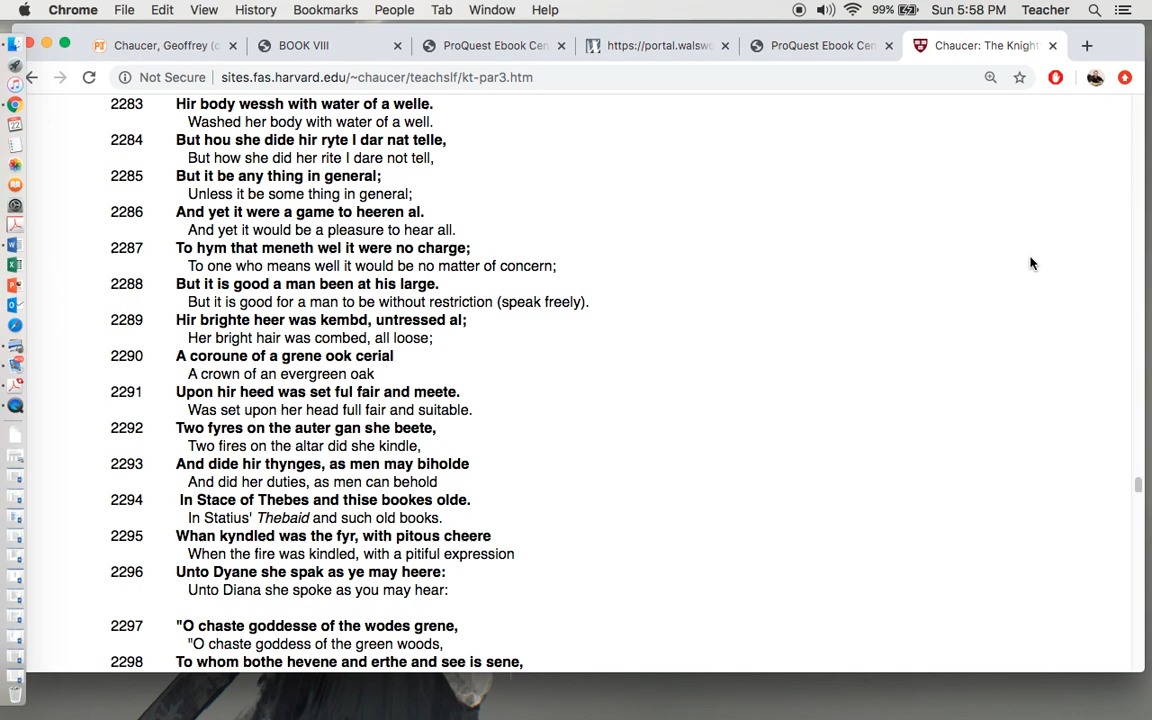 Chrome File Edit View History Bookmarks People Tab Window Help 99% Sun 5:58 PM Teacher
Chaucer, Geoffrey (c BOOK VIII ProQuest Ebook Cen https://portal.walswo ProQuest Ebook Cen Chaucer: The Knight
Not Secure sites.fas.harvard.edu/~chaucer/teachslf/kt-par3.htm
2283 Hir body wessh with water of a welle.
Washed her body with water of a well.
2284 But hou she dide hir ryte I dar nat telle,
But how she did her rite I dare not tell,
2285 But it be any thing in general;
Unless it be some thing in general;
2286 And yet it were a game to heeren al.
And yet it would be a pleasure to hear all.
2287 To hym that meneth wel it were no charge;
To one who means well it would be no matter of concern;
2288 But it is good a man been at his large.
But it is good for a man to be without restriction (speak freely).
2289 Hir brighte heer was kembd, untressed al;
Her bright hair was combed, all loose;
2290 A coroune of a grene ook cerial
A crown of an evergreen oak
2291 Upon hir heed was set ful fair and meete.
Was set upon her head full fair and suitable.
2292 Two fyres on the auter gan she beete,
Two fires on the altar did she kindle,
2293 And dide hir thynges, as men may biholde
And did her duties, as men can behold
2294 In Stace of Thebes and thise bookes olde.
In Statius' Thebaid and such old books.
2295 Whan kyndled was the fyr, with pitous cheere
When the fire was kindled, with a pitiful expression
2296 Unto Dyane she spak as ye may heere:
Unto Diana she spoke as you may hear:
2297 "O chaste goddesse of the wodes grene,
"O chaste goddess of the green woods,
2298 To whom bothe hevene and erthe and see is sene,